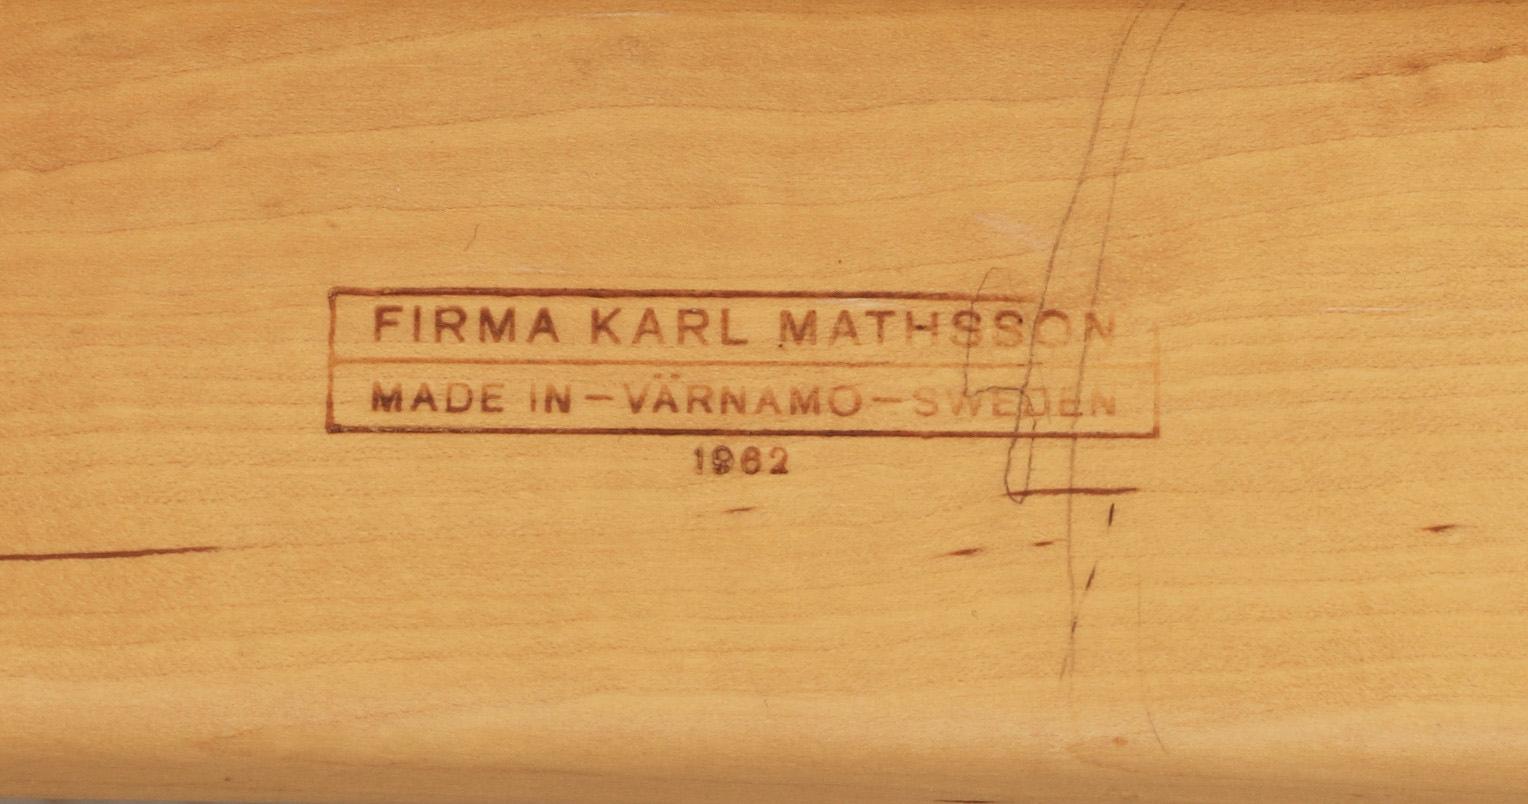 FIRMA KARL MATHSSON
MADE IN-VÄRNAMO-SWEDEN
1962